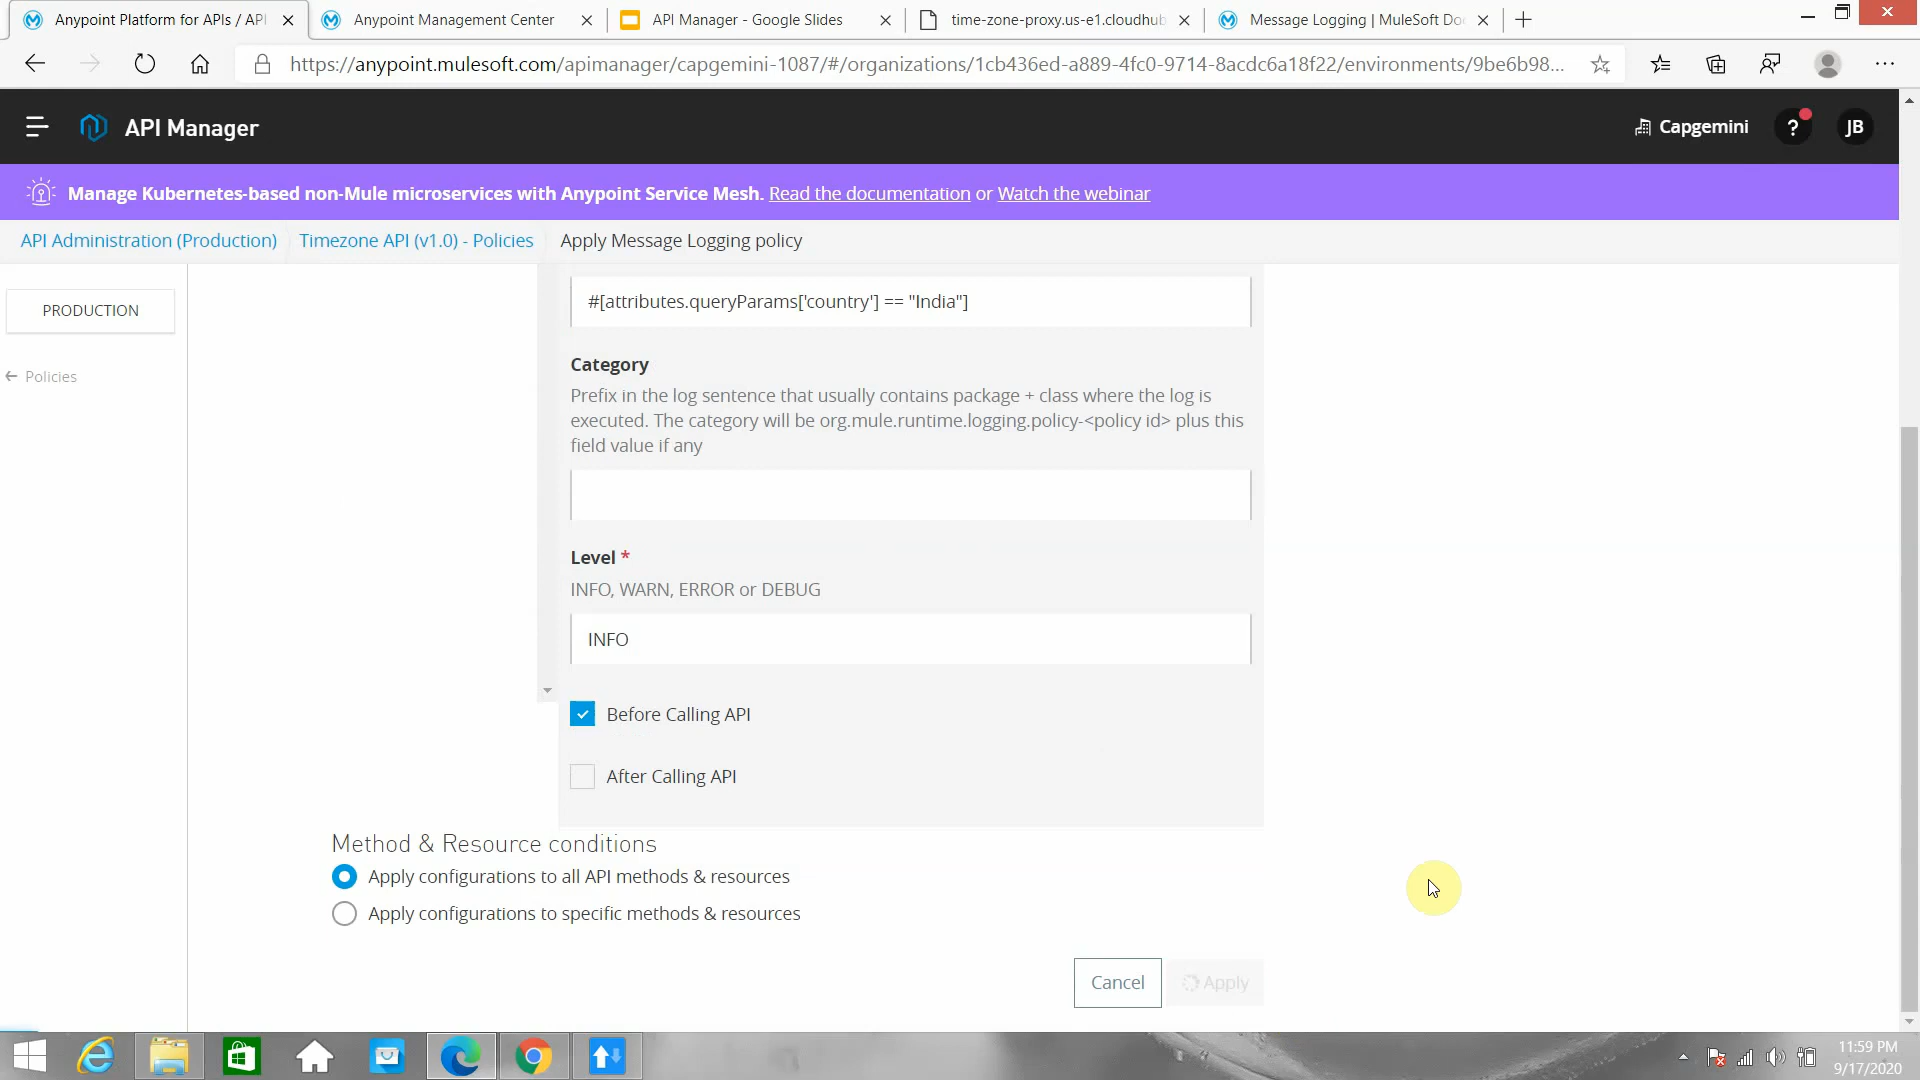 Anypoint Platform for APIs / API
Anypoint Management Center
API Manager - Google Slides
time-zone-proxy.us-e1.cloudhub
Message Logging | MuleSoft Do
https://anypoint.mulesoft.com/apimanager/capgemini-1087/#/organizations/1cb436ed-a889-4fc0-9714-8acdc6a18f22/environments/9be6b98...
API Manager
Capgemini
?
JB
Manage Kubernetes-based non-Mule microservices with Anypoint Service Mesh. Read the documentation or Watch the webinar
API Administration (Production)
Timezone API (v1.0) - Policies
Apply Message Logging policy
PRODUCTION
Policies
#[attributes.queryParams['country'] == "India"]
Category
Prefix in the log sentence that usually contains package + class where the log is
executed. The category will be org.mule.runtime.logging.policy-<policy id> plus this
field value if any
Level *
INFO, WARN, ERROR or DEBUG
INFO
Before Calling API
After Calling API
Method & Resource conditions
Apply configurations to all API methods & resources
Apply configurations to specific methods & resources
Cancel
Apply
11:59 PM
9/17/2020